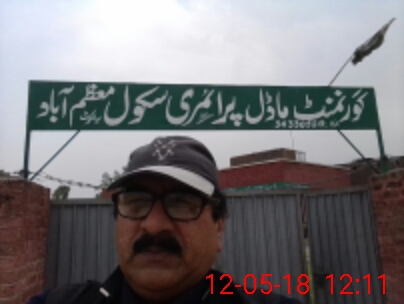 گورنمنٹ ماڈل پرائمری سکول معظم آباد
12-05-18 12:11